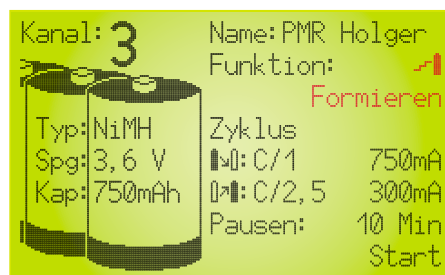 Kanal: 3
Name: PMR Holger
Funktion:
Formieren
Typ: NiMH
Spg: 3,6 V
Kap: 750mAh
Zyklus
: C/1 750mA
: C/2,5 300mA
Pausen: 10 Min
Start